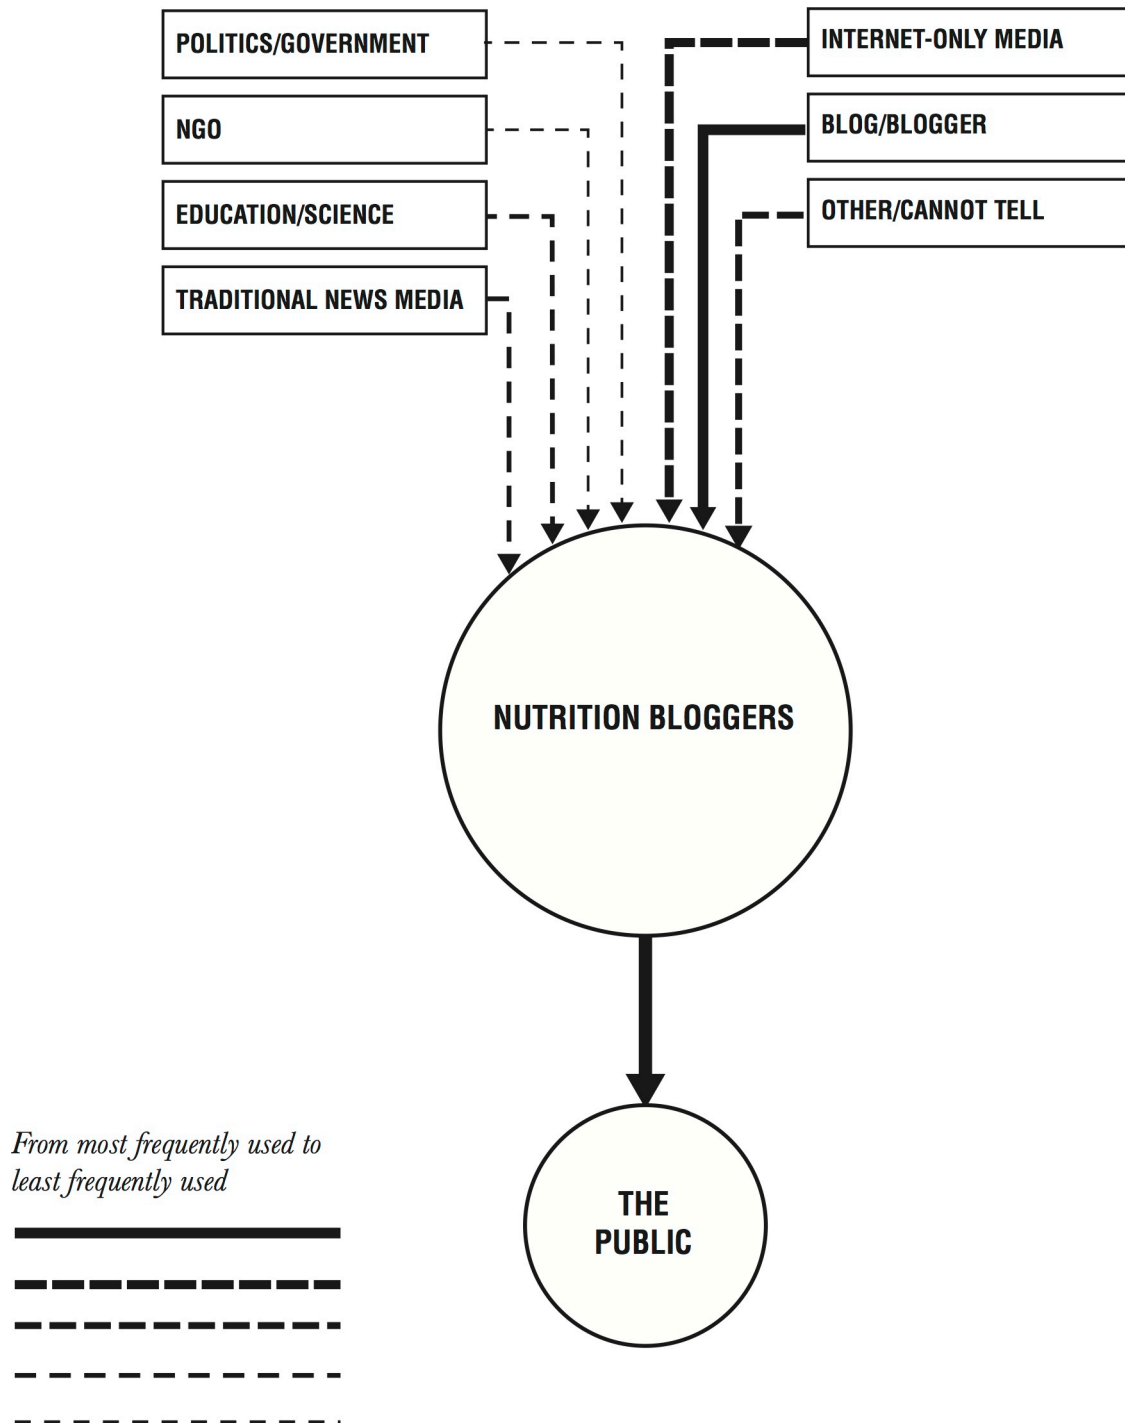 POLITICS/GOVERNMENT
NGO
EDUCATION/SCIENCE
TRADITIONAL NEWS MEDIA
INTERNET-ONLY MEDIA
BLOG/BLOGGER
OTHER/CANNOT TELL
NUTRITION BLOGGERS
THE
PUBLIC
From most frequently used to
least frequently used